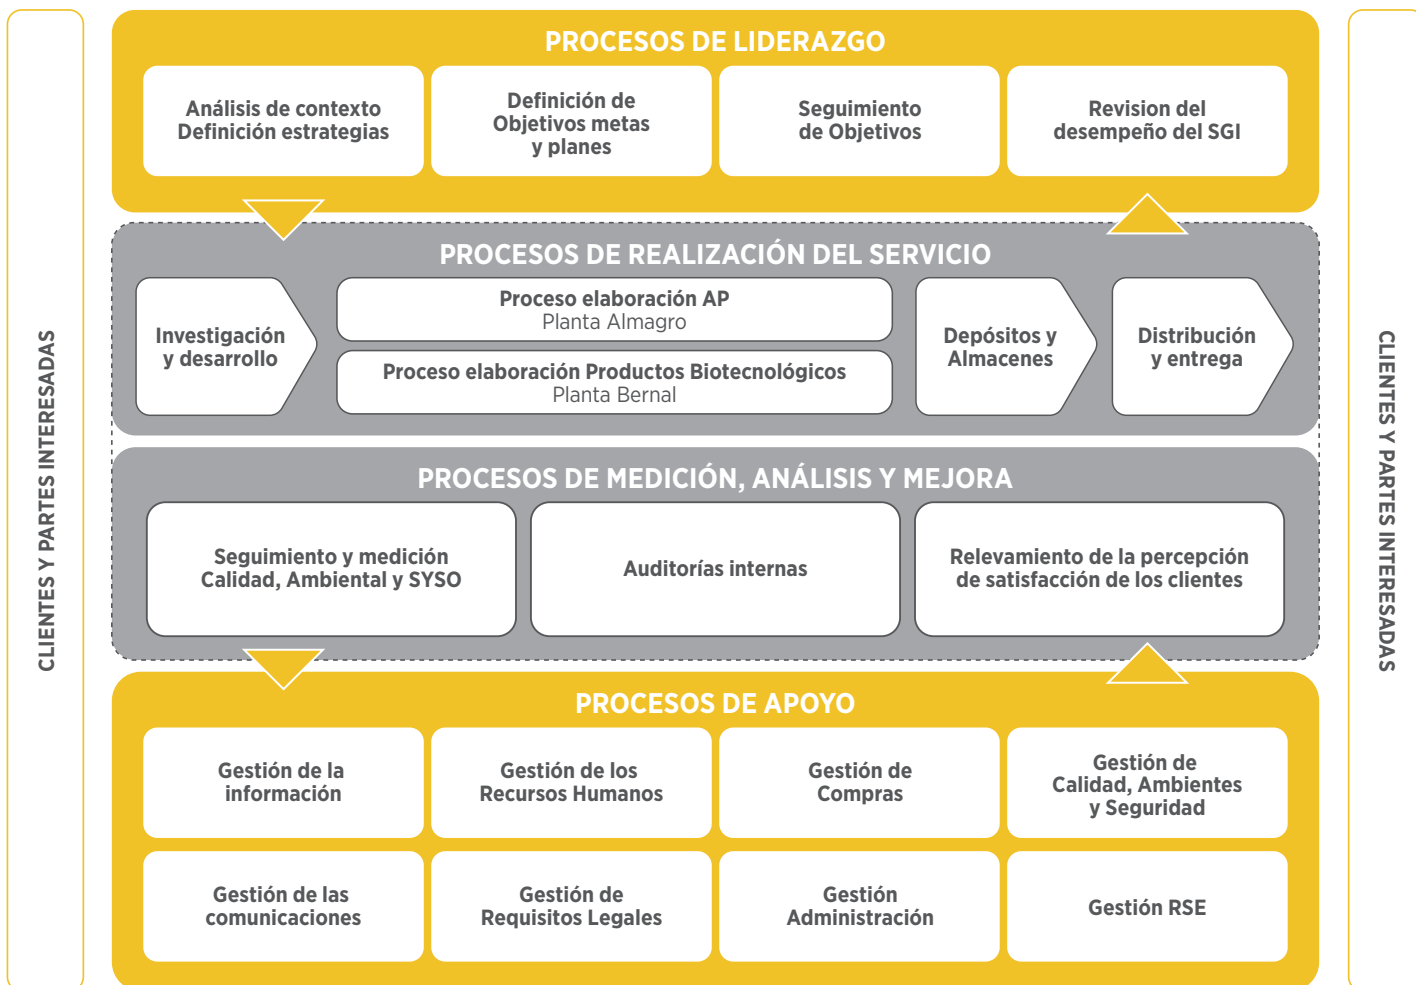 CLIENTES Y PARTES INTERESADAS
PROCESOS DE LIDERAZGO
Análisis de contexto
Definición estrategias
Definición de
Objetivos metas
y planes
Seguimiento
de Objetivos
Revision del
desempeño del SGI
PROCESOS DE REALIZACIÓN DEL SERVICIO
Investigación
y desarrollo
Proceso elaboración AP
Planta Almagro
Proceso elaboración Productos Biotecnológicos
Planta Bernal
Depósitos y
Almacenes
Distribución
y entrega
PROCESOS DE MEDICIÓN, ANÁLISIS Y MEJORA
Seguimiento y medición
Calidad, Ambiental y SYSO
Auditorías internas
Relevamiento de la percepción
de satisfacción de los clientes
PROCESOS DE APOYO
Gestión de la
información
Gestión de los
Recursos Humanos
Gestión de
Compras
Gestión de
Calidad, Ambientes
y Seguridad
Gestión de las
comunicaciones
Gestión de
Requisitos Legales
Gestión
Administración
Gestión RSE
CLIENTES Y PARTES INTERESADAS